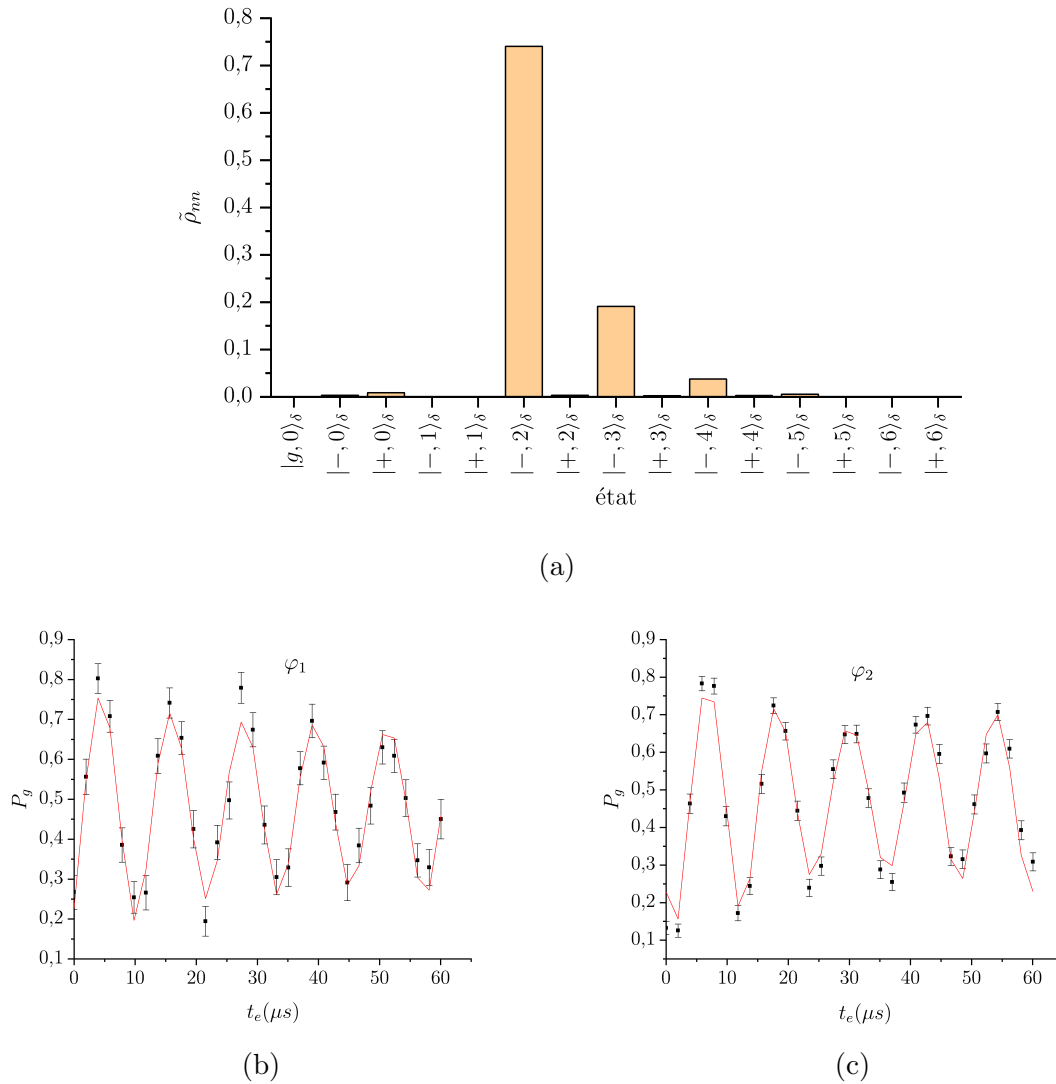 0,8
0,7
0,6
0,5
0,4
0,3
0,2
0,1
0,0
ρ̃nn
|g, 0⟩δ
|−, 0⟩δ
|+, 0⟩δ
|−, 1⟩δ
|+, 1⟩δ
|−, 2⟩δ
|+, 2⟩δ
|−, 3⟩δ
|+, 3⟩δ
|−, 4⟩δ
|+, 4⟩δ
|−, 5⟩δ
|+, 5⟩δ
|−, 6⟩δ
|+, 6⟩δ
état
(a)
0,9
0,8
0,7
0,6
0,5
0,4
0,3
0,2
0,1
Pg
φ1
0 10 20 30 40 50 60
te(μs)
(b)
0,9
0,8
0,7
0,6
0,5
0,4
0,3
0,2
0,1
Pg
φ2
0 10 20 30 40 50 60
te(μs)
(c)